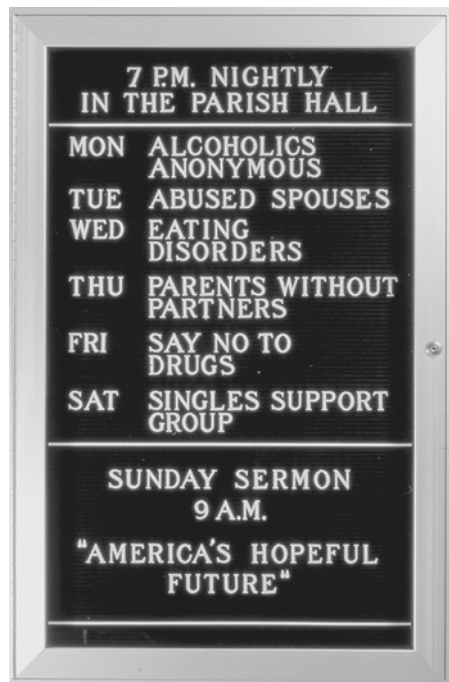 7 P.M. NIGHTLY
IN THE PARISH HALL
MON ALCOHOLICS
ANONYMOUS
TUE ABUSED SPOUSES
WED EATING
DISORDERS
THU PARENTS WITHOUT
PARTNERS
FRI SAY NO TO
DRUGS
SAT SINGLES SUPPORT
GROUP
SUNDAY SERMON
9 A.M.
"AMERICA'S HOPEFUL
FUTURE"